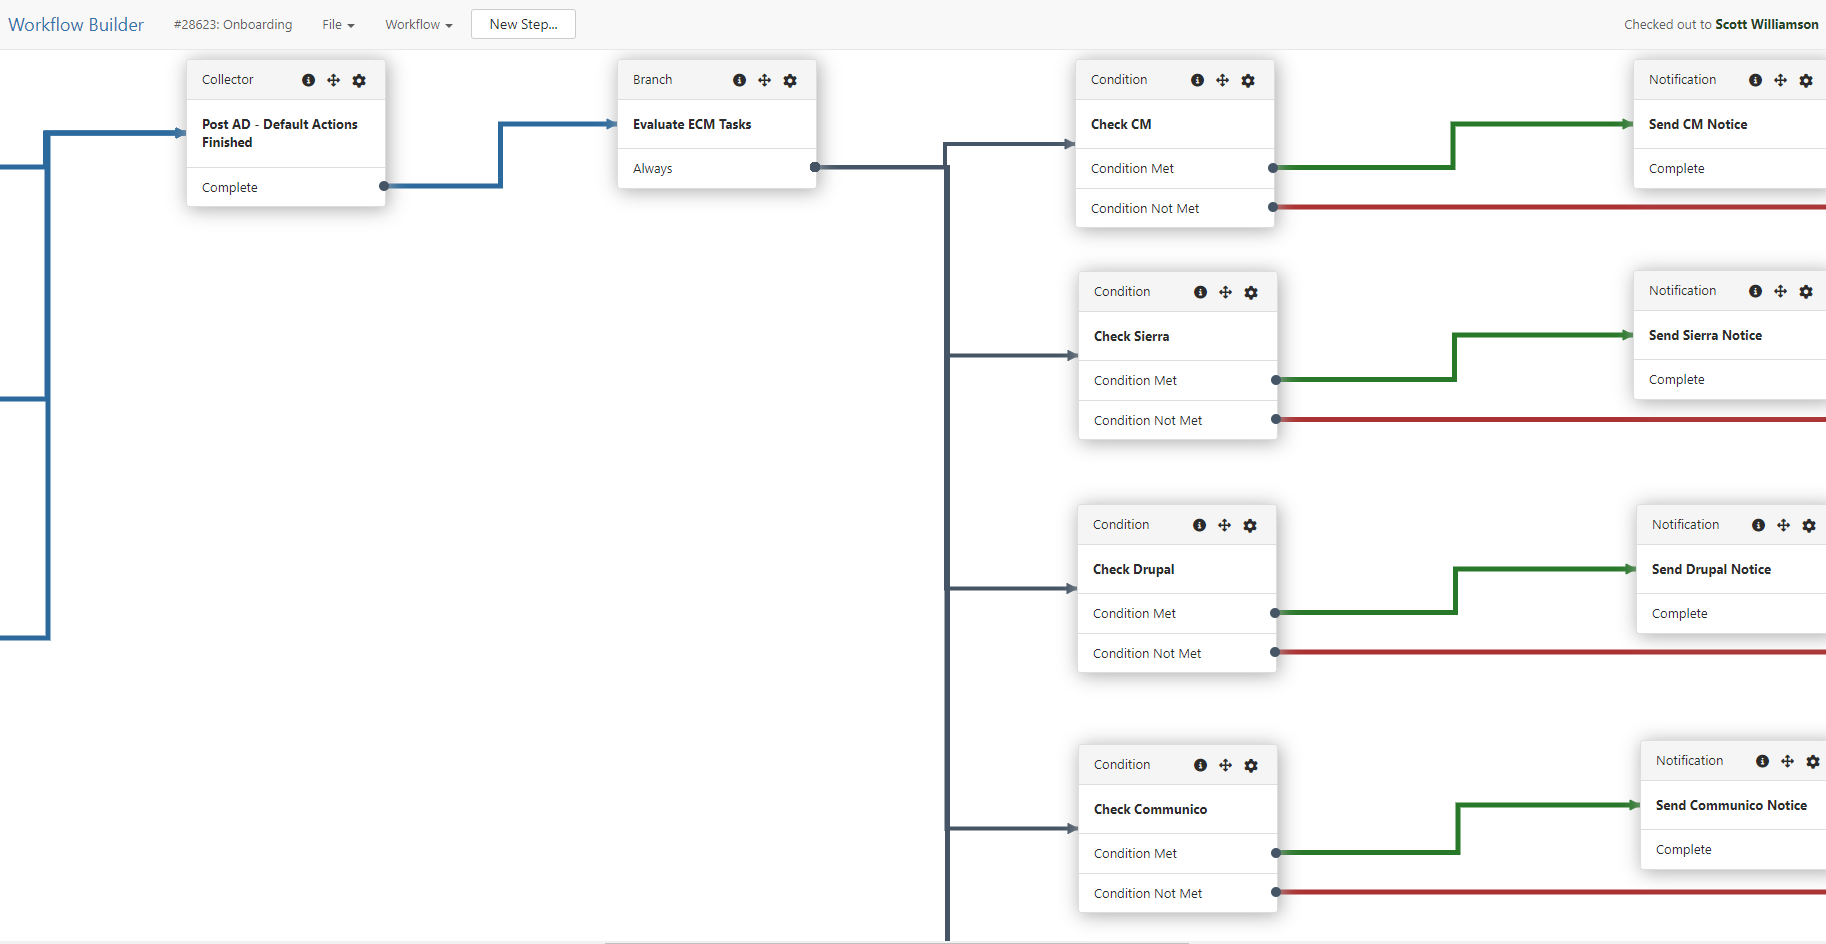 Workflow Builder
#28623: Onboarding
File
Workflow
New Step...
Checked out to Scott Williamson
Collector
Post AD - Default Actions
Finished
Complete
Branch
Evaluate ECM Tasks
Always
Condition
Check CM
Condition Met
Condition Not Met
Notification
Send CM Notice
Complete
Condition
Check Sierra
Condition Met
Condition Not Met
Notification
Send Sierra Notice
Complete
Condition
Check Drupal
Condition Met
Condition Not Met
Notification
Send Drupal Notice
Complete
Condition
Check Communico
Condition Met
Condition Not Met
Notification
Send Communico Notice
Complete